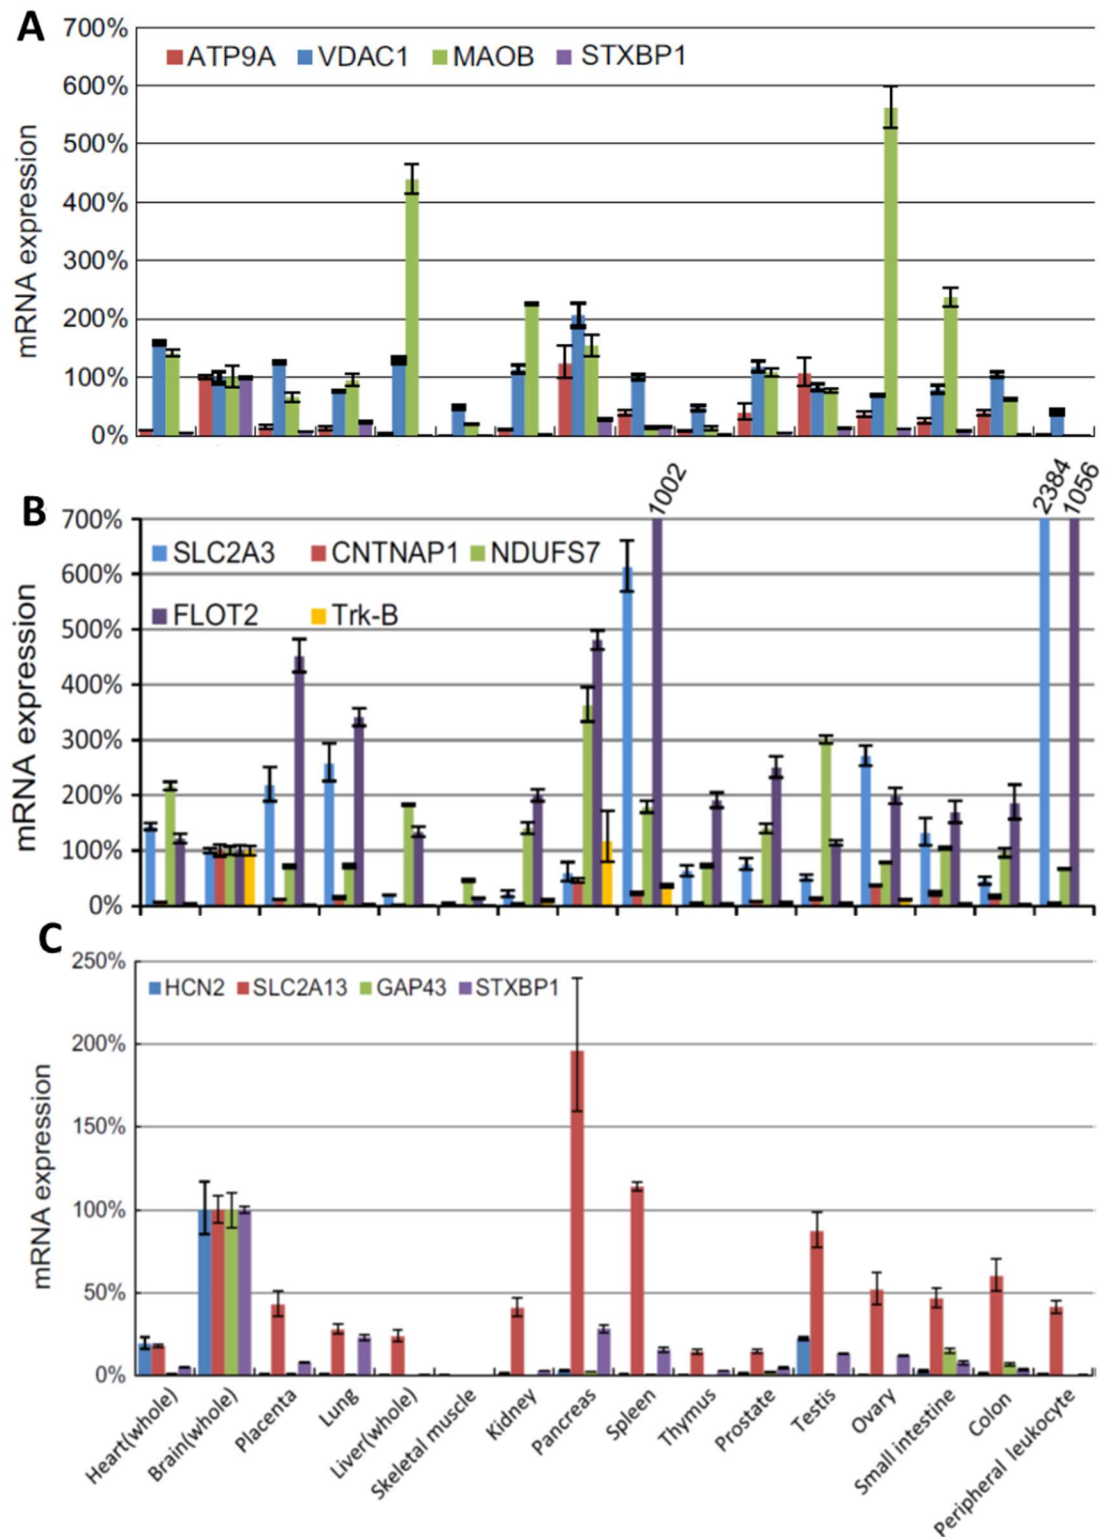 A
700%
600%
500%
400%
300%
200%
100%
0%
mRNA expression
ATP9A VDAC1 MAOB STXBP1
B
700%
600%
500%
400%
300%
200%
100%
0%
mRNA expression
SLC2A3 CNTNAP1 NDUFS7
FLOT2 Trk-B
1002
2384
1056
C
250%
200%
150%
100%
50%
0%
mRNA expression
HCN2 SLC2A13 GAP43 STXBP1
Heart(whole)
Brain(whole)
Placenta
Lung
Liver(whole)
Skeletal muscle
Kidney
Pancreas
Spleen
Thymus
Prostate
Testis
Ovary
Small intestine
Colon
Peripheral leukocyte